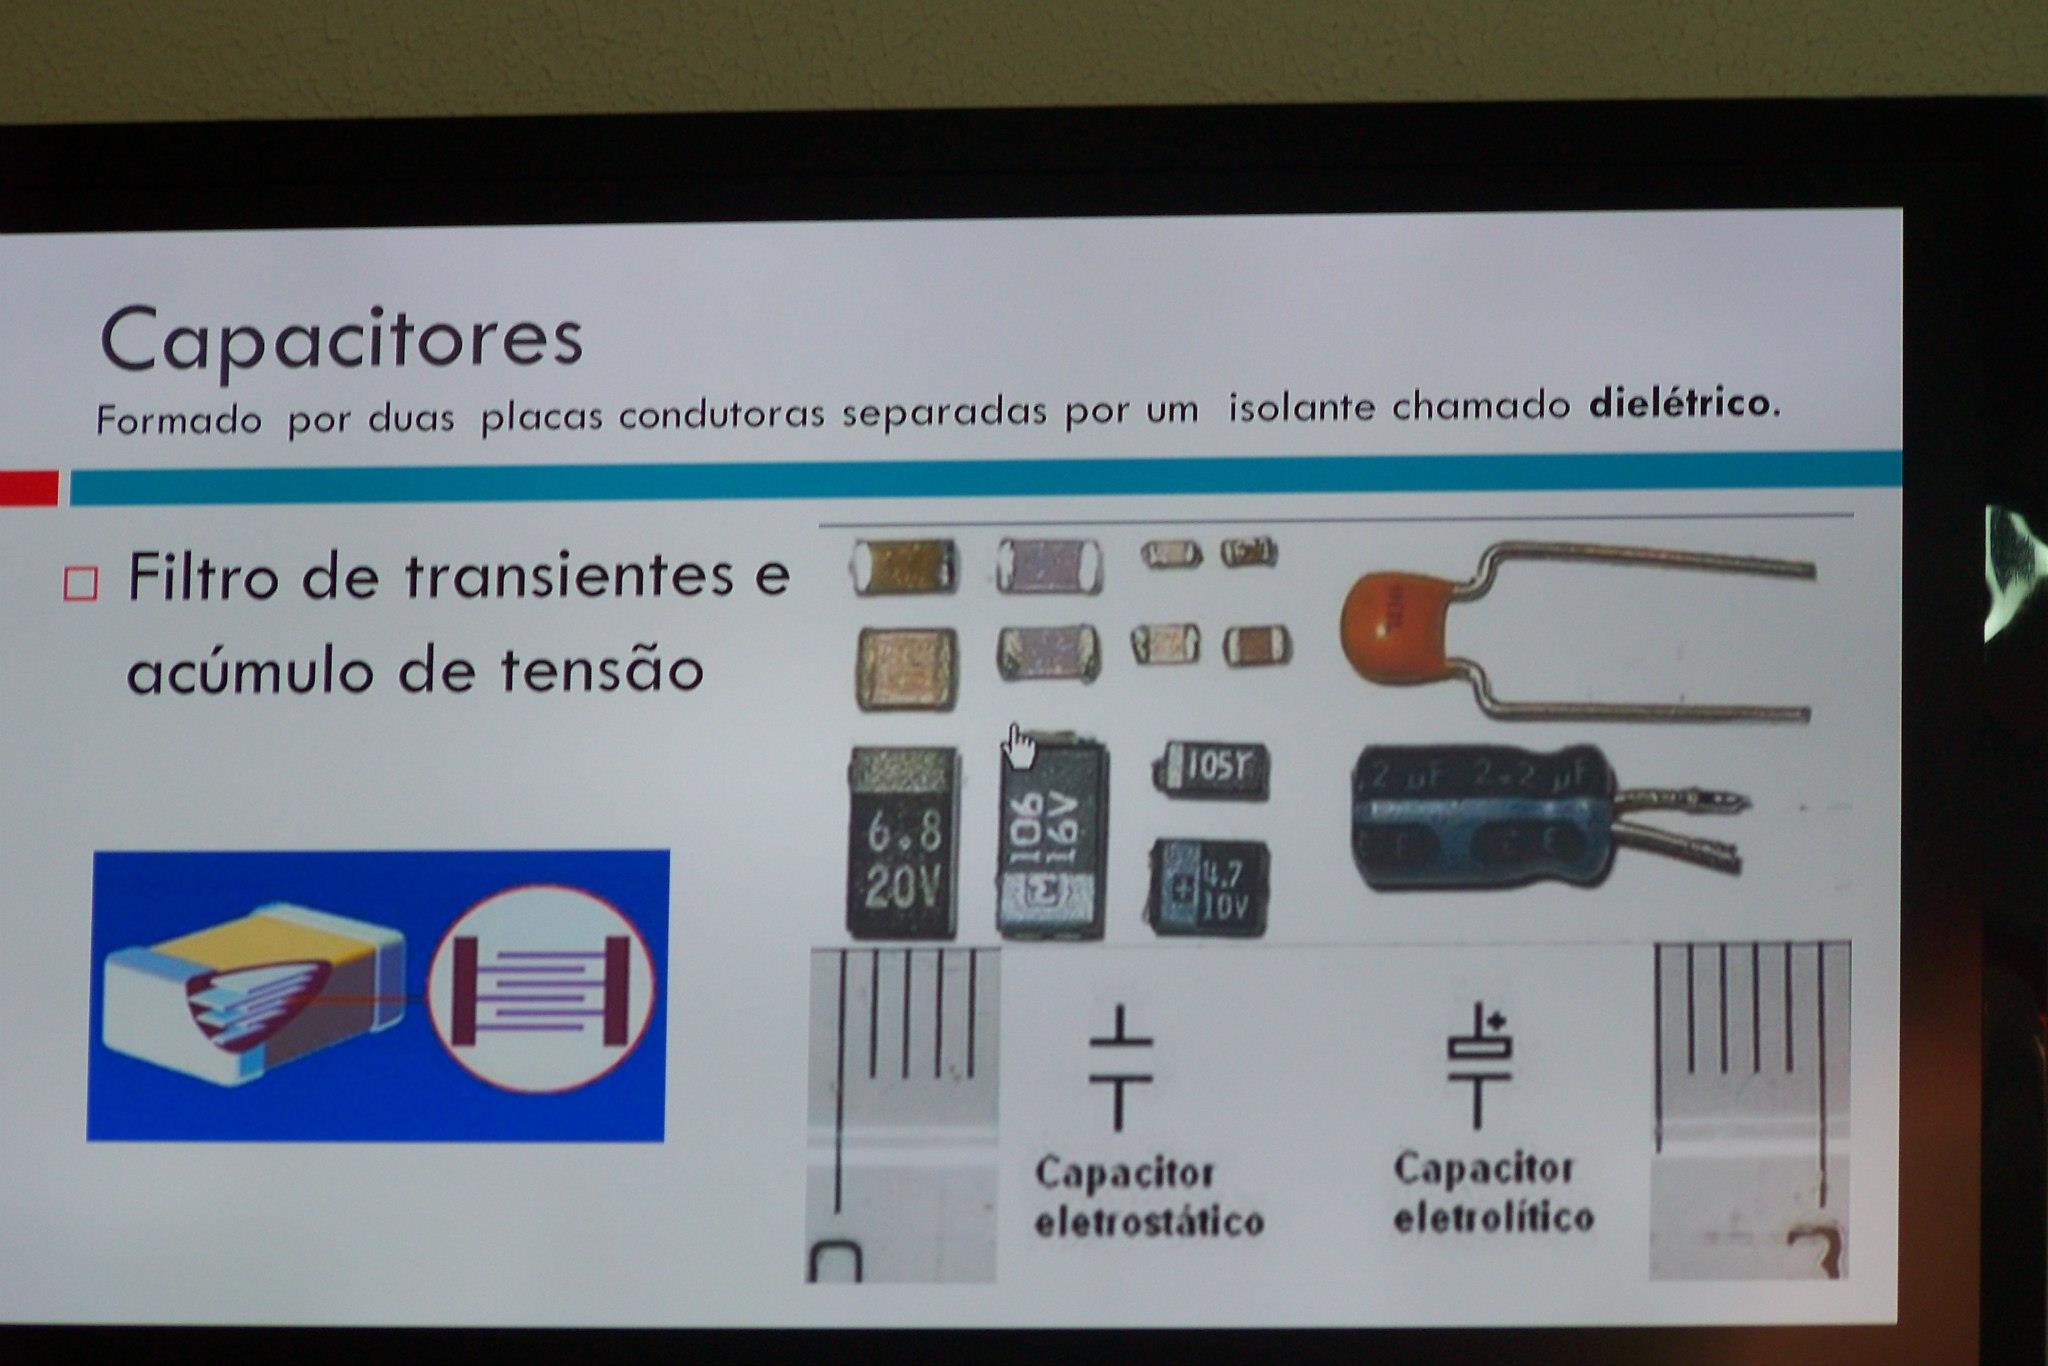 Capacitores
Formado por duas placas condutoras separadas por um isolante chamado dielétrico.
Filtro de transientes e
acúmulo de tensão
6.8
20V
106
16V
105Y
4.7
10V
2 µF 2.2 µF
Capacitor
eletrostático
Capacitor
eletrolítico